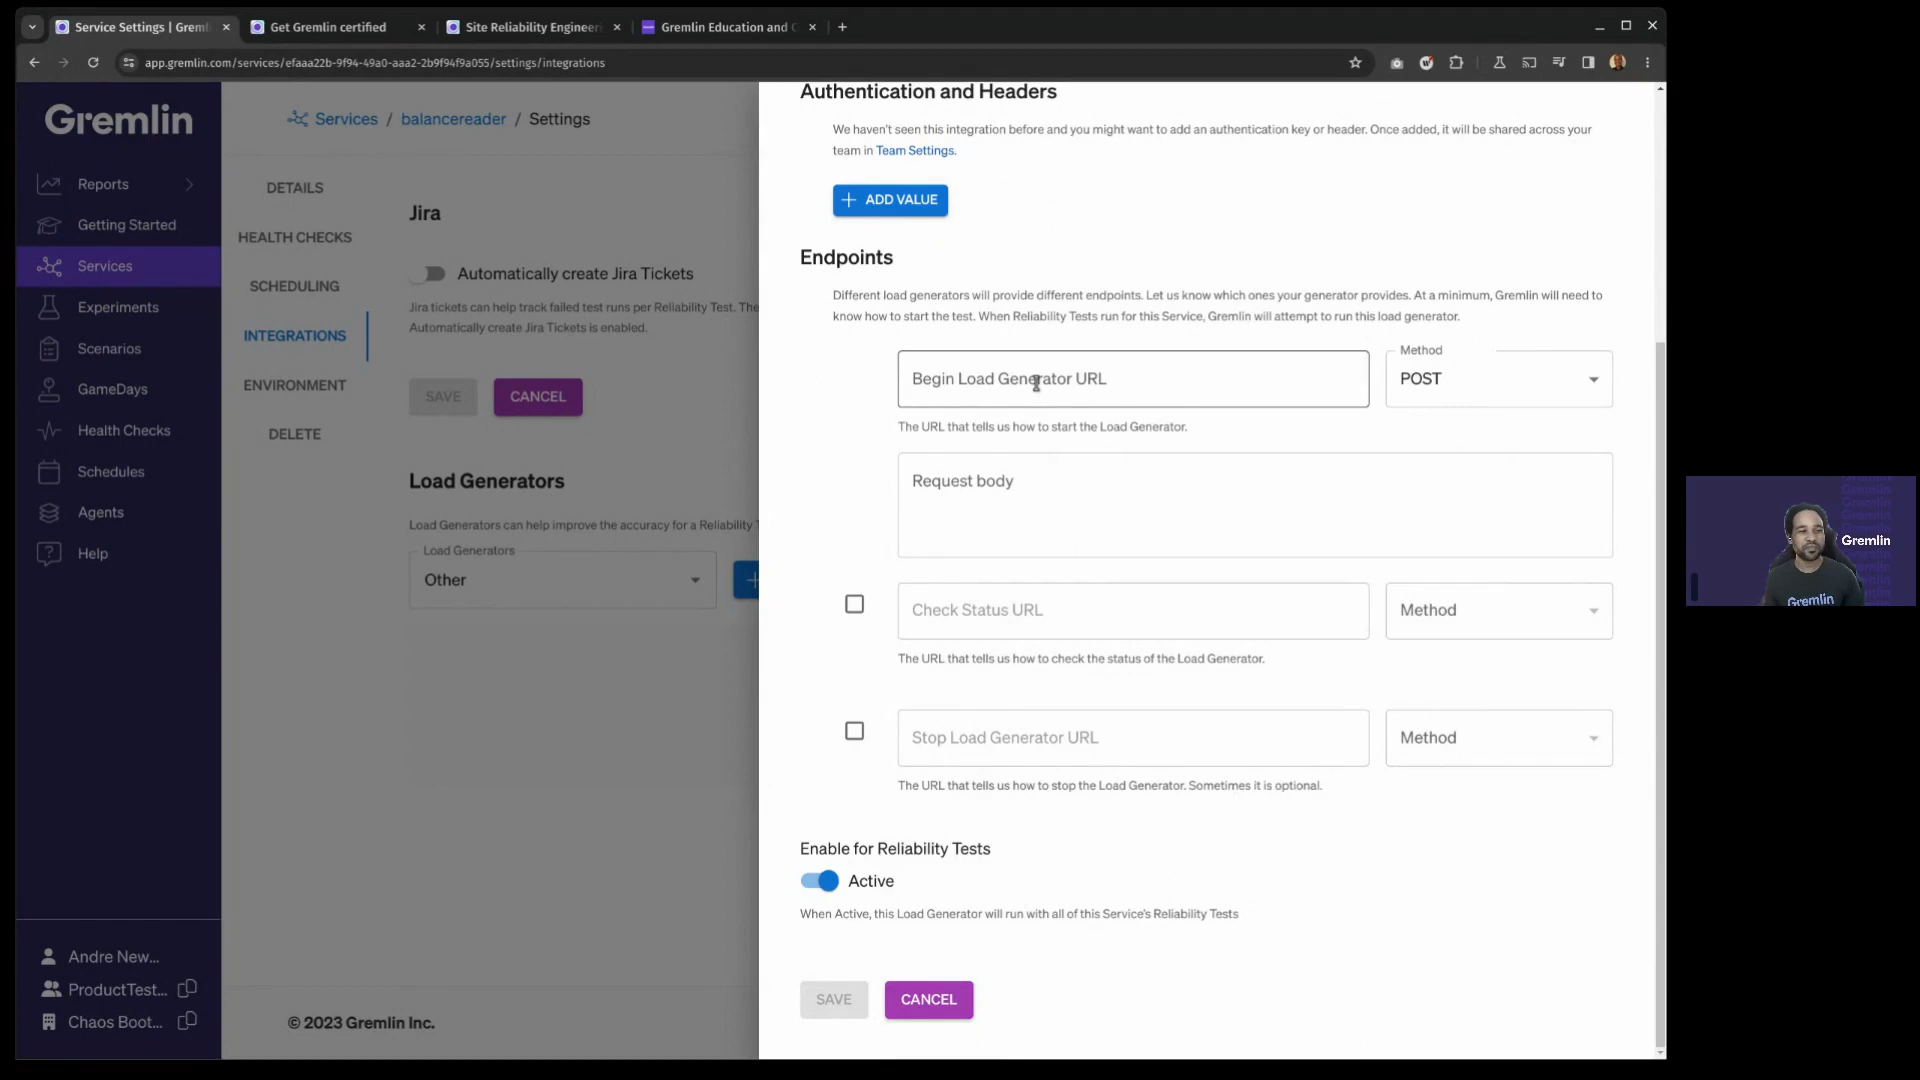 Service Settings | Greml
Get Gremlin certified
Site Reliability Engineeri
Gremlin Education and C
app.gremlin.com/services/efaaa22b-9f94-49a0-aaa2-2b9f94f9a055/settings/integrations
Gremlin
Reports
Getting Started
Services
Experiments
Scenarios
GameDays
Health Checks
Schedules
Agents
Help
Andre New...
ProductTest...
Chaos Boot...
Services / balancereader / Settings
DETAILS
HEALTH CHECKS
SCHEDULING
INTEGRATIONS
ENVIRONMENT
DELETE
Jira
Automatically create Jira Tickets
Jira tickets can help track failed test runs per Reliability Test. The
Automatically create Jira Tickets is enabled.
SAVE
CANCEL
Load Generators
Load Generators can help improve the accuracy for a Reliability T
Load Generators
Other
© 2023 Gremlin Inc.
Authentication and Headers
We haven't seen this integration before and you might want to add an authentication key or header. Once added, it will be shared across your
team in Team Settings.
ADD VALUE
Endpoints
Different load generators will provide different endpoints. Let us know which ones your generator provides. At a minimum, Gremlin will need to
know how to start the test. When Reliability Tests run for this Service, Gremlin will attempt to run this load generator.
Begin Load Generator URL
Method
POST
The URL that tells us how to start the Load Generator.
Request body
Check Status URL
Method
The URL that tells us how to check the status of the Load Generator.
Stop Load Generator URL
Method
The URL that tells us how to stop the Load Generator. Sometimes it is optional.
Enable for Reliability Tests
Active
When Active, this Load Generator will run with all of this Service's Reliability Tests
SAVE
CANCEL
Gremlin
Gremlin